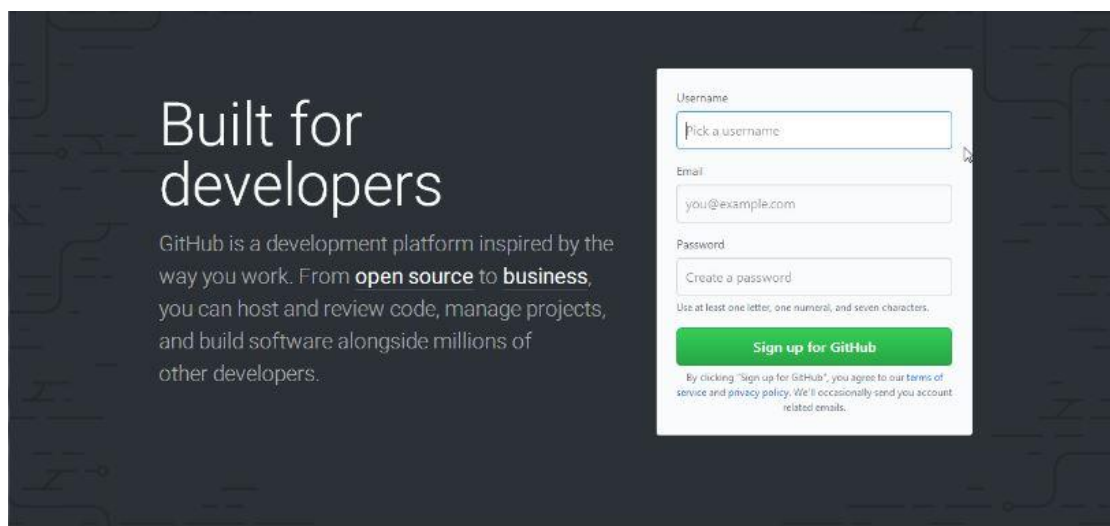 Built for
developers
GitHub is a development platform inspired by the
way you work. From open source to business,
you can host and review code, manage projects,
and build software alongside millions of
other developers.
Username
Pick a username
Email
you@example.com
Password
Create a password
Use at least one letter, one numeral, and seven characters.
Sign up for GitHub
By clicking "Sign up for GitHub", you agree to our terms of
service and privacy policy. We'll occasionally send you account
related emails.